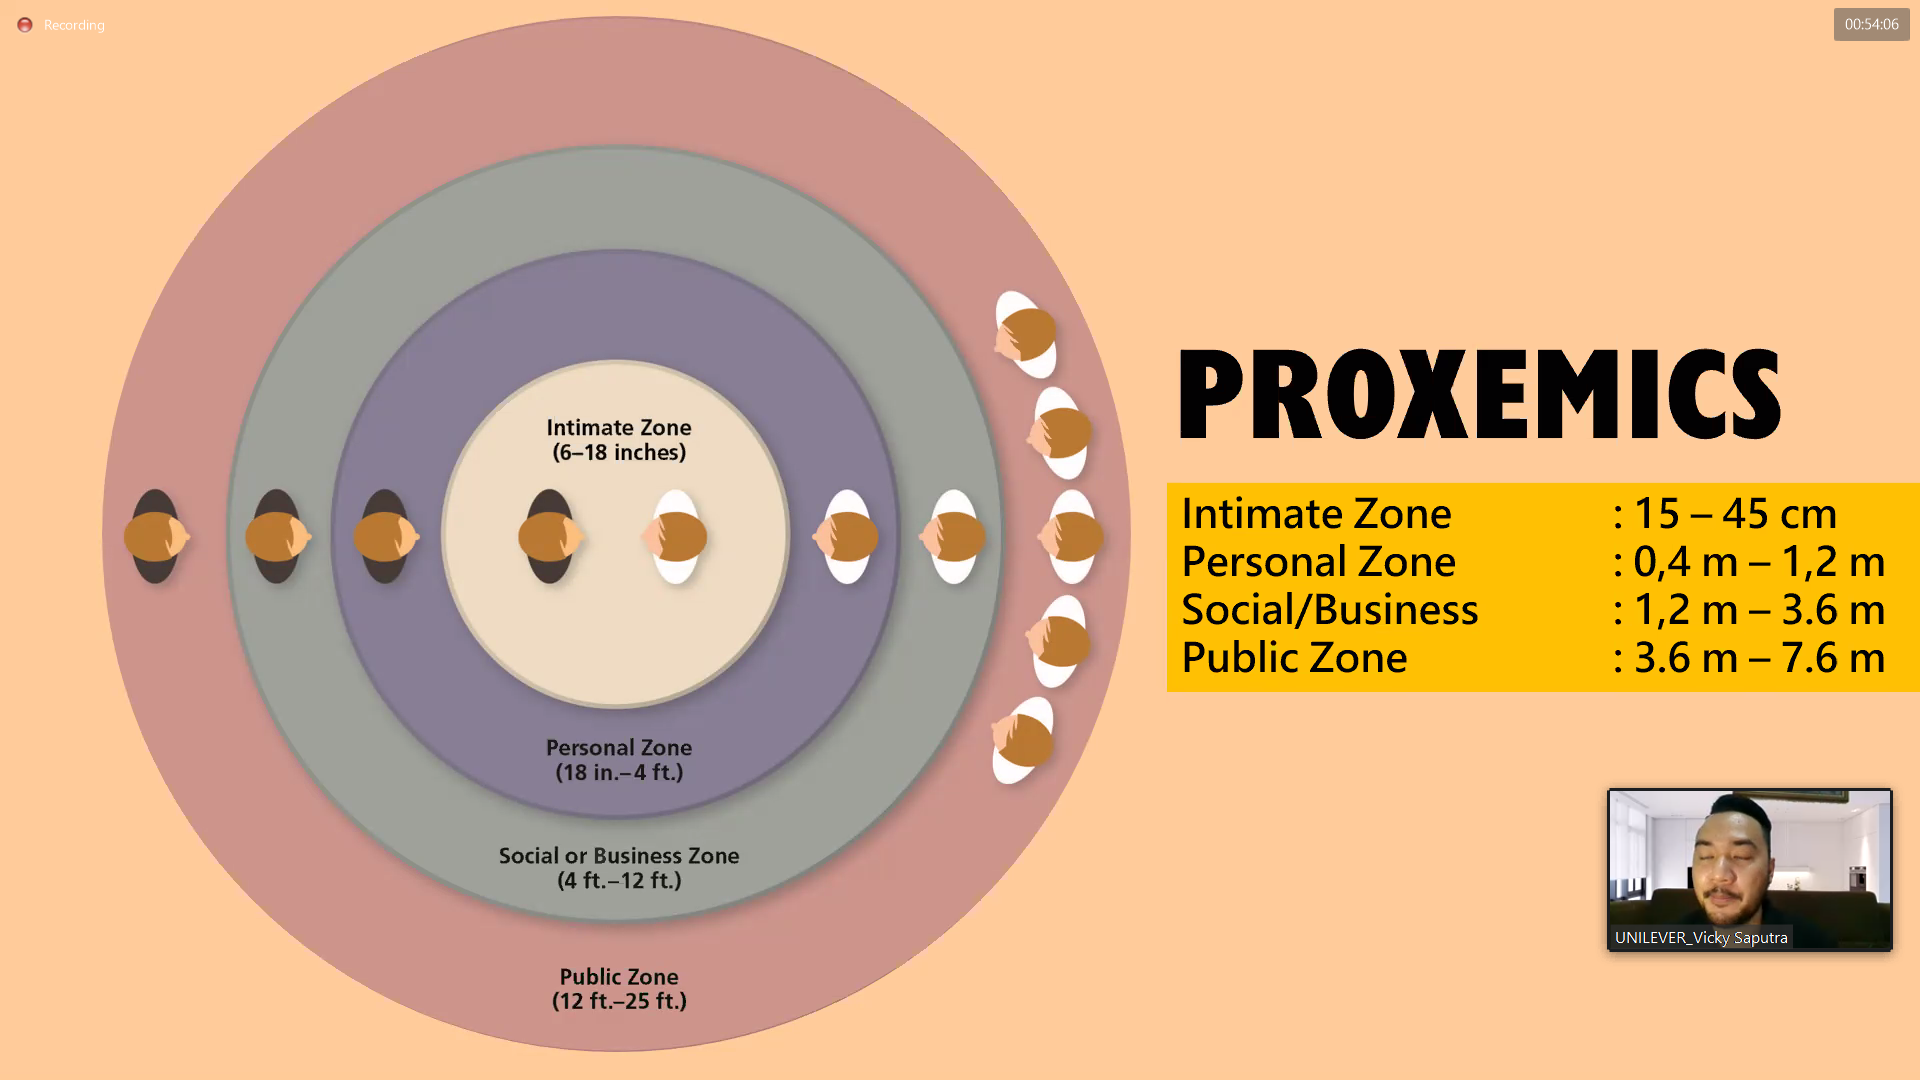 Recording
00:54:06
Intimate Zone
(6–18 inches)
Personal Zone
(18 in.–4 ft.)
Social or Business Zone
(4 ft.–12 ft.)
Public Zone
(12 ft.–25 ft.)
PROXEMICS
Intimate Zone : 15 – 45 cm
Personal Zone : 0,4 m – 1,2 m
Social/Business : 1,2 m – 3.6 m
Public Zone : 3.6 m – 7.6 m
UNILEVER_Vicky Saputra